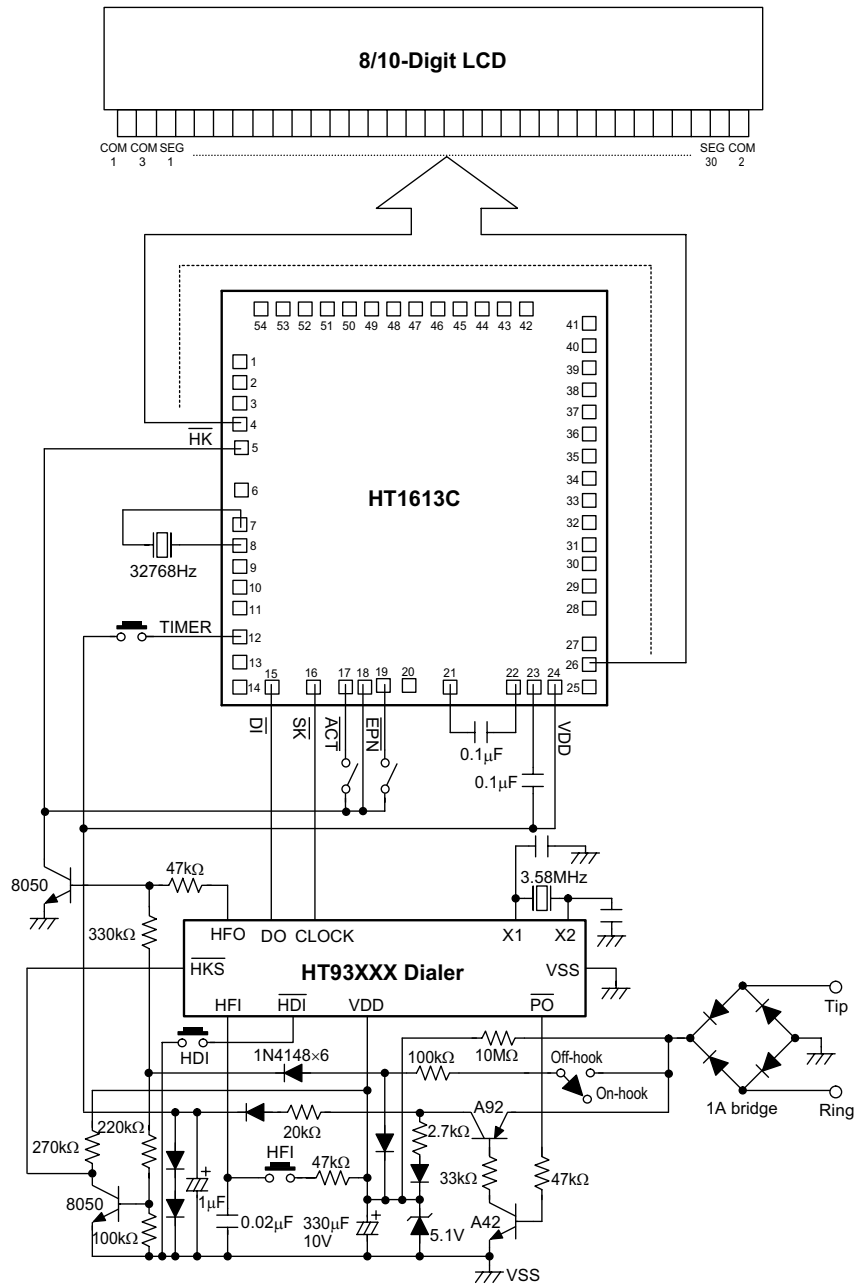 8/10-Digit LCD
COM COM SEG SEG COM
1 3 1 30 2
54 53 52 51 50 49 48 47 46 45 44 43 42
41
40
39
38
37
36
35
34
33
32
31
30
29
28
27
26
25
1
2
3
4
HK
5
6
7
8
9
10
11
12
13
14
HT1613C
32768Hz
TIMER
15 16 17 18 19 20 21 22 23 24
DI SK ACT EPN VDD
0.1μF
0.1μF
8050
47kΩ
330kΩ
3.58MHz
HFO DO CLOCK X1 X2
HKS HT93XXX Dialer VSS
HFI HDI VDD PO
HDI
1N4148×6
100kΩ
10MΩ
Off-hook
On-hook
Tip
1A bridge
Ring
A92
20kΩ
2.7kΩ
270kΩ
220kΩ
HFI
47kΩ
33kΩ
47kΩ
8050
100kΩ
1μF
+
0.02μF
330μF
10V
+
5.1V
A42
VSS